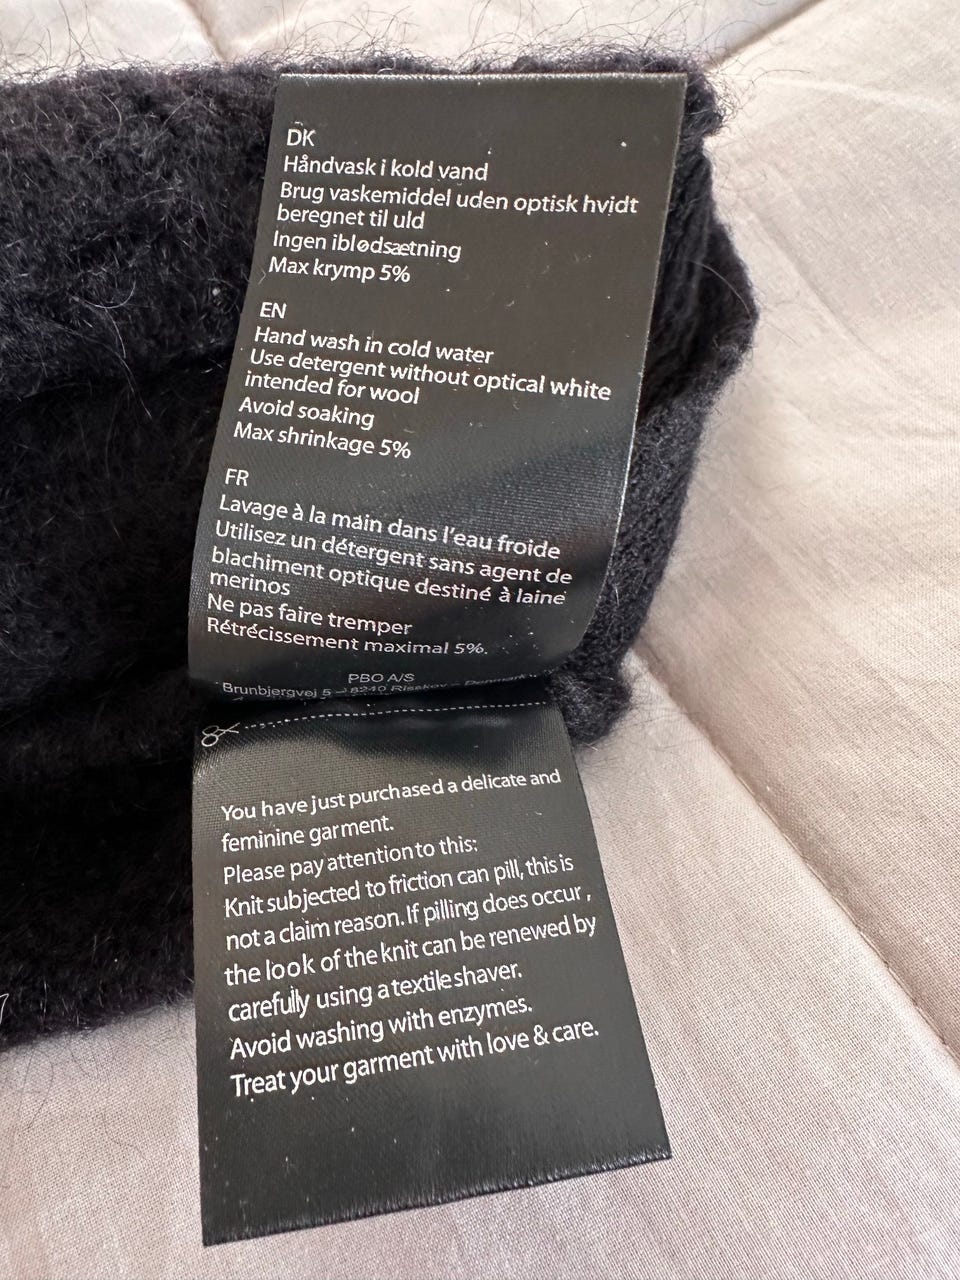 DK
Håndvask i kold vand
Brug vaskemiddel uden optisk hvidt
beregnet til uld
Ingen iblødsætning
Max krymp 5%
EN
Hand wash in cold water
Use detergent without optical white
intended for wool
Avoid soaking
Max shrinkage 5%
FR
Lavage à la main dans l'eau froide
Utilisez un détergent sans agent de
blachiment optique destiné à laine
merinos
Ne pas faire tremper
Rétrécissement maximal 5%.
PBO A/S
Brunbjergvej 5 - 8240 Risskov - Denmark
You have just purchased a delicate and
feminine garment.
Please pay attention to this:
Knit subjected to friction can pill, this is
not a claim reason. If pilling does occur,
the look of the knit can be renewed by
carefully using a textile shaver.
Avoid washing with enzymes.
Treat your garment with love & care.